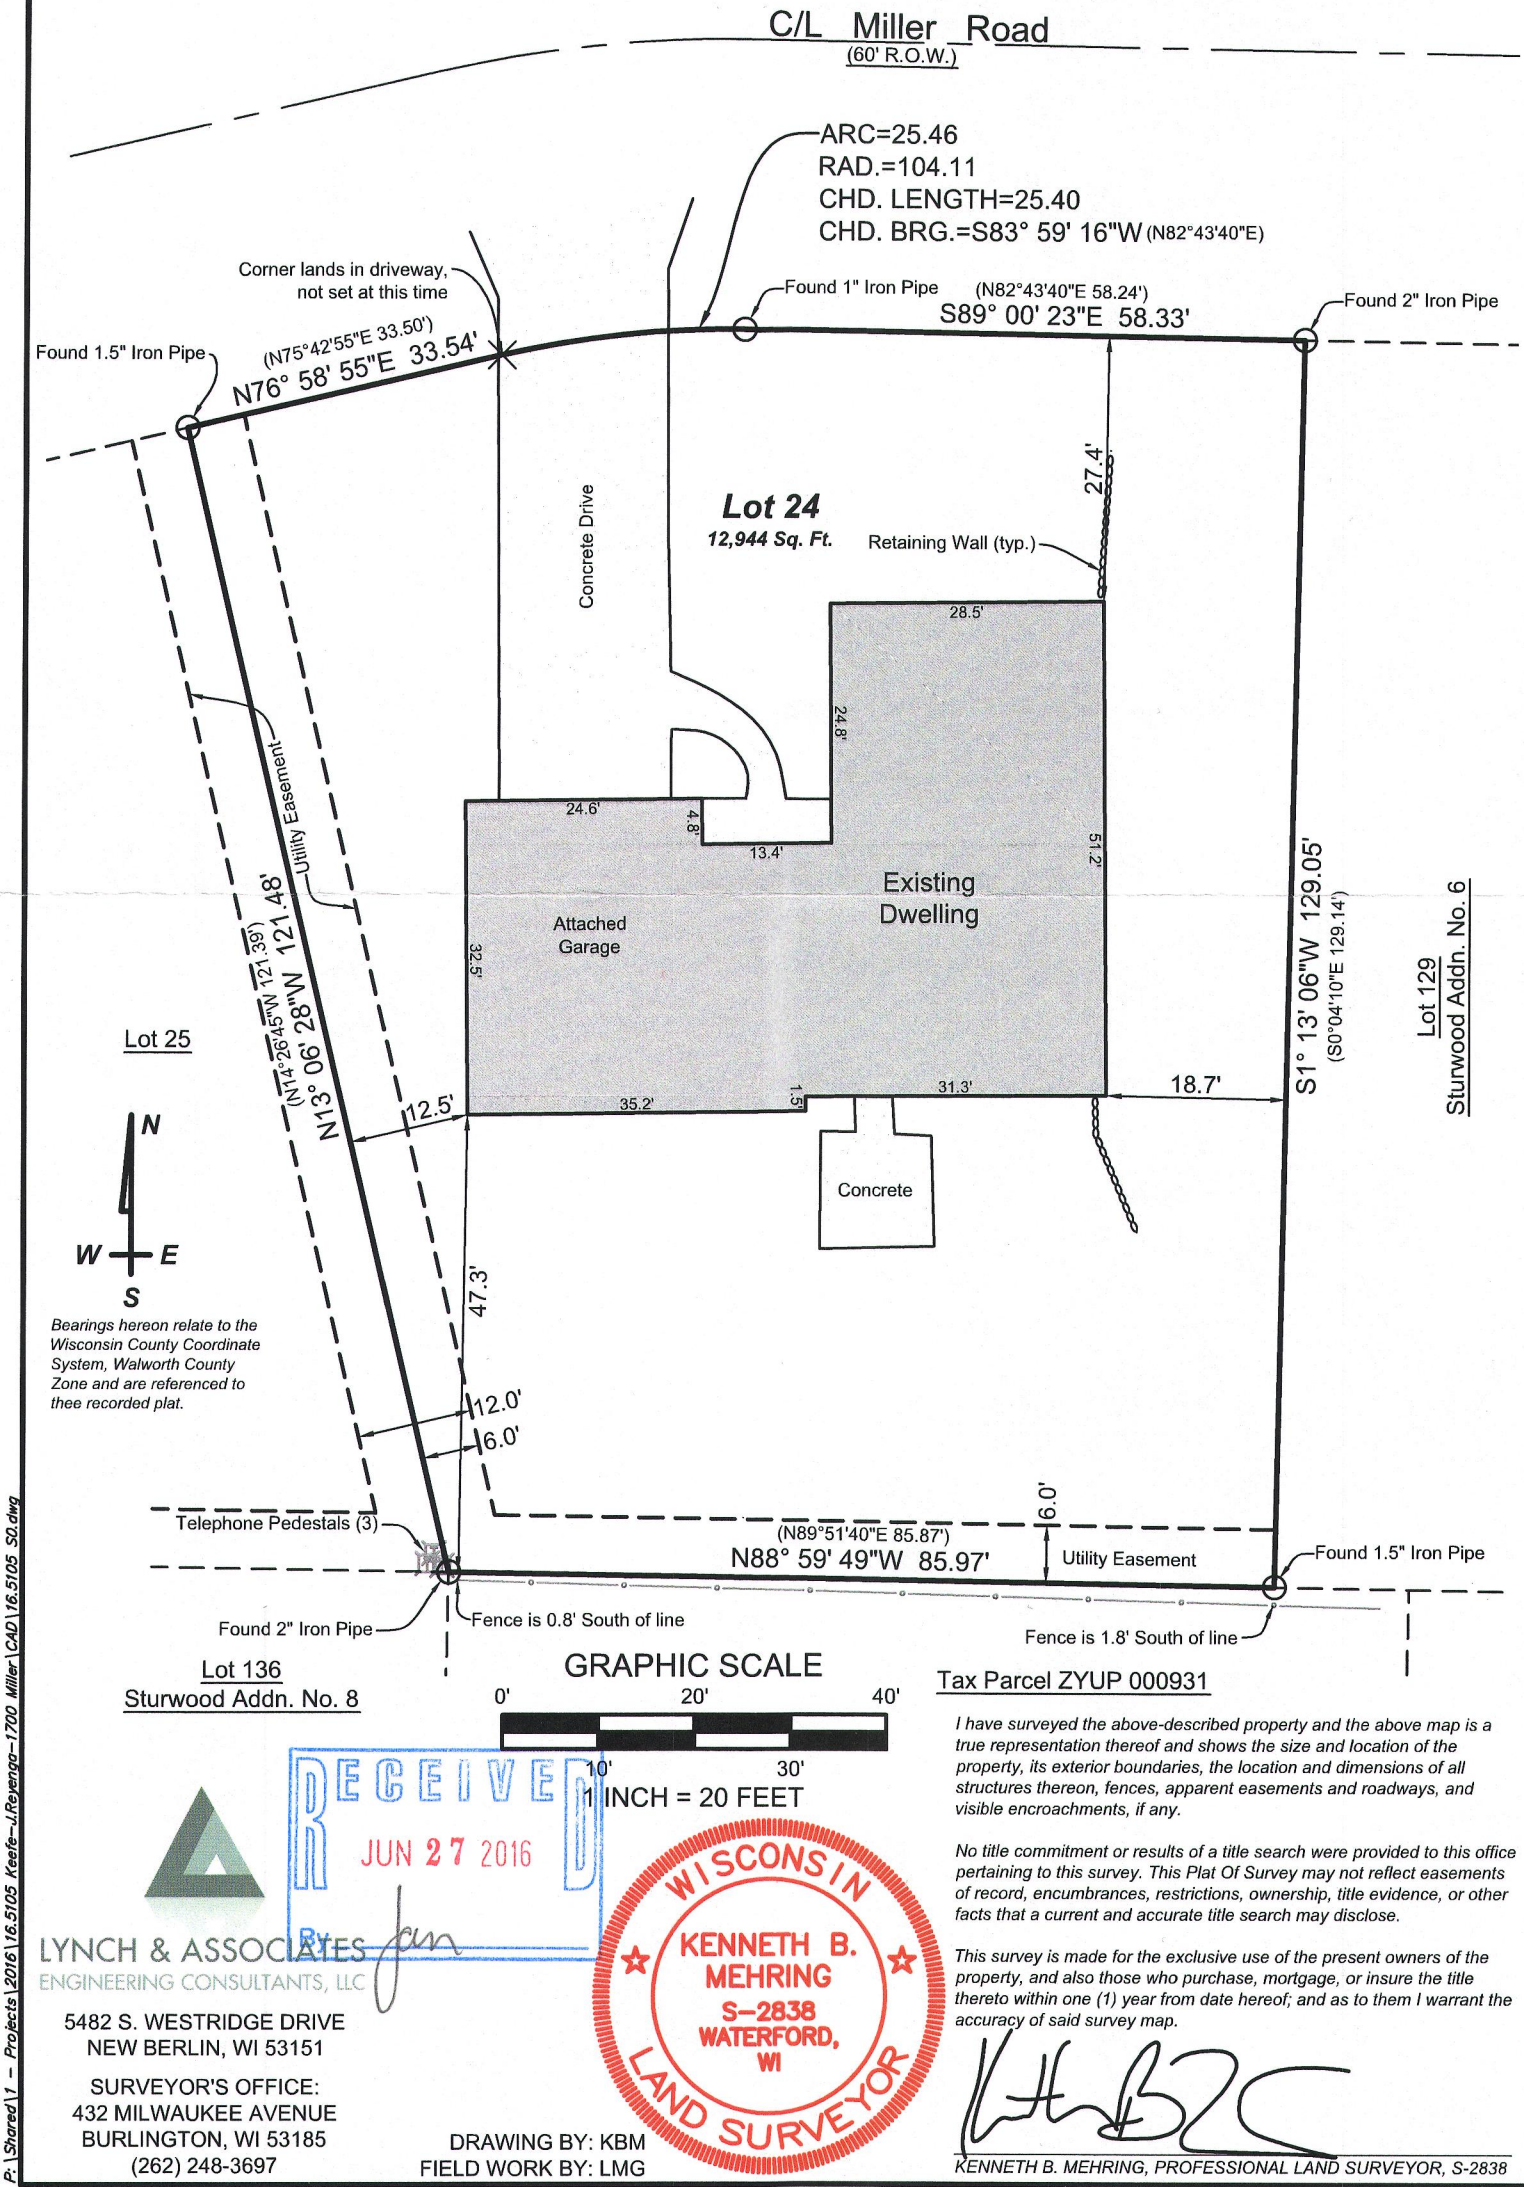 C/L Miller Road
(60' R.O.W.)
ARC=25.46
RAD.=104.11
CHD. LENGTH=25.40
CHD. BRG.=S83° 59' 16"W (N82°43'40"E)
Corner lands in driveway,
not set at this time
Found 1" Iron Pipe
(N82°43'40"E 58.24')
S89° 00' 23"E 58.33'
Found 2" Iron Pipe
Found 1.5" Iron Pipe
(N75°42'55"E 33.50')
N76° 58' 55"E 33.54'
27.4'
Concrete Drive
Lot 24
12,944 Sq. Ft.
Retaining Wall (typ.)
28.5'
24.8'
Utility Easement
24.6'
4.8'
13.4'
51.2'
Existing
Dwelling
Attached
Garage
32.5'
(N14°26'45"W 121.39')
N13° 06' 28"W 121.48'
S1° 13' 06"W 129.05'
(S0°04'10"E 129.14')
Lot 129
Sturwood Addn. No. 6
Lot 25
12.5'
35.2'
1.5'
31.3'
18.7'
Concrete
N
W E
S
47.3'
Bearings hereon relate to the
Wisconsin County Coordinate
System, Walworth County
Zone and are referenced to
thee recorded plat.
12.0'
6.0'
6.0'
Telephone Pedestals (3)
(N89°51'40"E 85.87')
N88° 59' 49"W 85.97'
Utility Easement
Found 1.5" Iron Pipe
Found 2" Iron Pipe
Fence is 0.8' South of line
Fence is 1.8' South of line
Lot 136
Sturwood Addn. No. 8
GRAPHIC SCALE
0' 20' 40'
10' 30'
1 INCH = 20 FEET
Tax Parcel ZYUP 000931
I have surveyed the above-described property and the above map is a
true representation thereof and shows the size and location of the
property, its exterior boundaries, the location and dimensions of all
structures thereon, fences, apparent easements and roadways, and
visible encroachments, if any.
No title commitment or results of a title search were provided to this office
pertaining to this survey. This Plat Of Survey may not reflect easements
of record, encumbrances, restrictions, ownership, title evidence, or other
facts that a current and accurate title search may disclose.
This survey is made for the exclusive use of the present owners of the
property, and also those who purchase, mortgage, or insure the title
thereto within one (1) year from date hereof; and as to them I warrant the
accuracy of said survey map.
KENNETH B. MEHRING, PROFESSIONAL LAND SURVEYOR, S-2838
RECEIVED
JUN 27 2016
By Jan
LYNCH & ASSOCIATES
ENGINEERING CONSULTANTS, LLC
5482 S. WESTRIDGE DRIVE
NEW BERLIN, WI 53151
SURVEYOR'S OFFICE:
432 MILWAUKEE AVENUE
BURLINGTON, WI 53185
(262) 248-3697
WISCONSIN
KENNETH B.
MEHRING
S-2838
WATERFORD,
WI
LAND SURVEYOR
DRAWING BY: KBM
FIELD WORK BY: LMG
P:\Shared\1 - Projects\2016\16.5105 Keefe-J.Revenga-1700 Miller\CAD\16.5105 SO.dwg